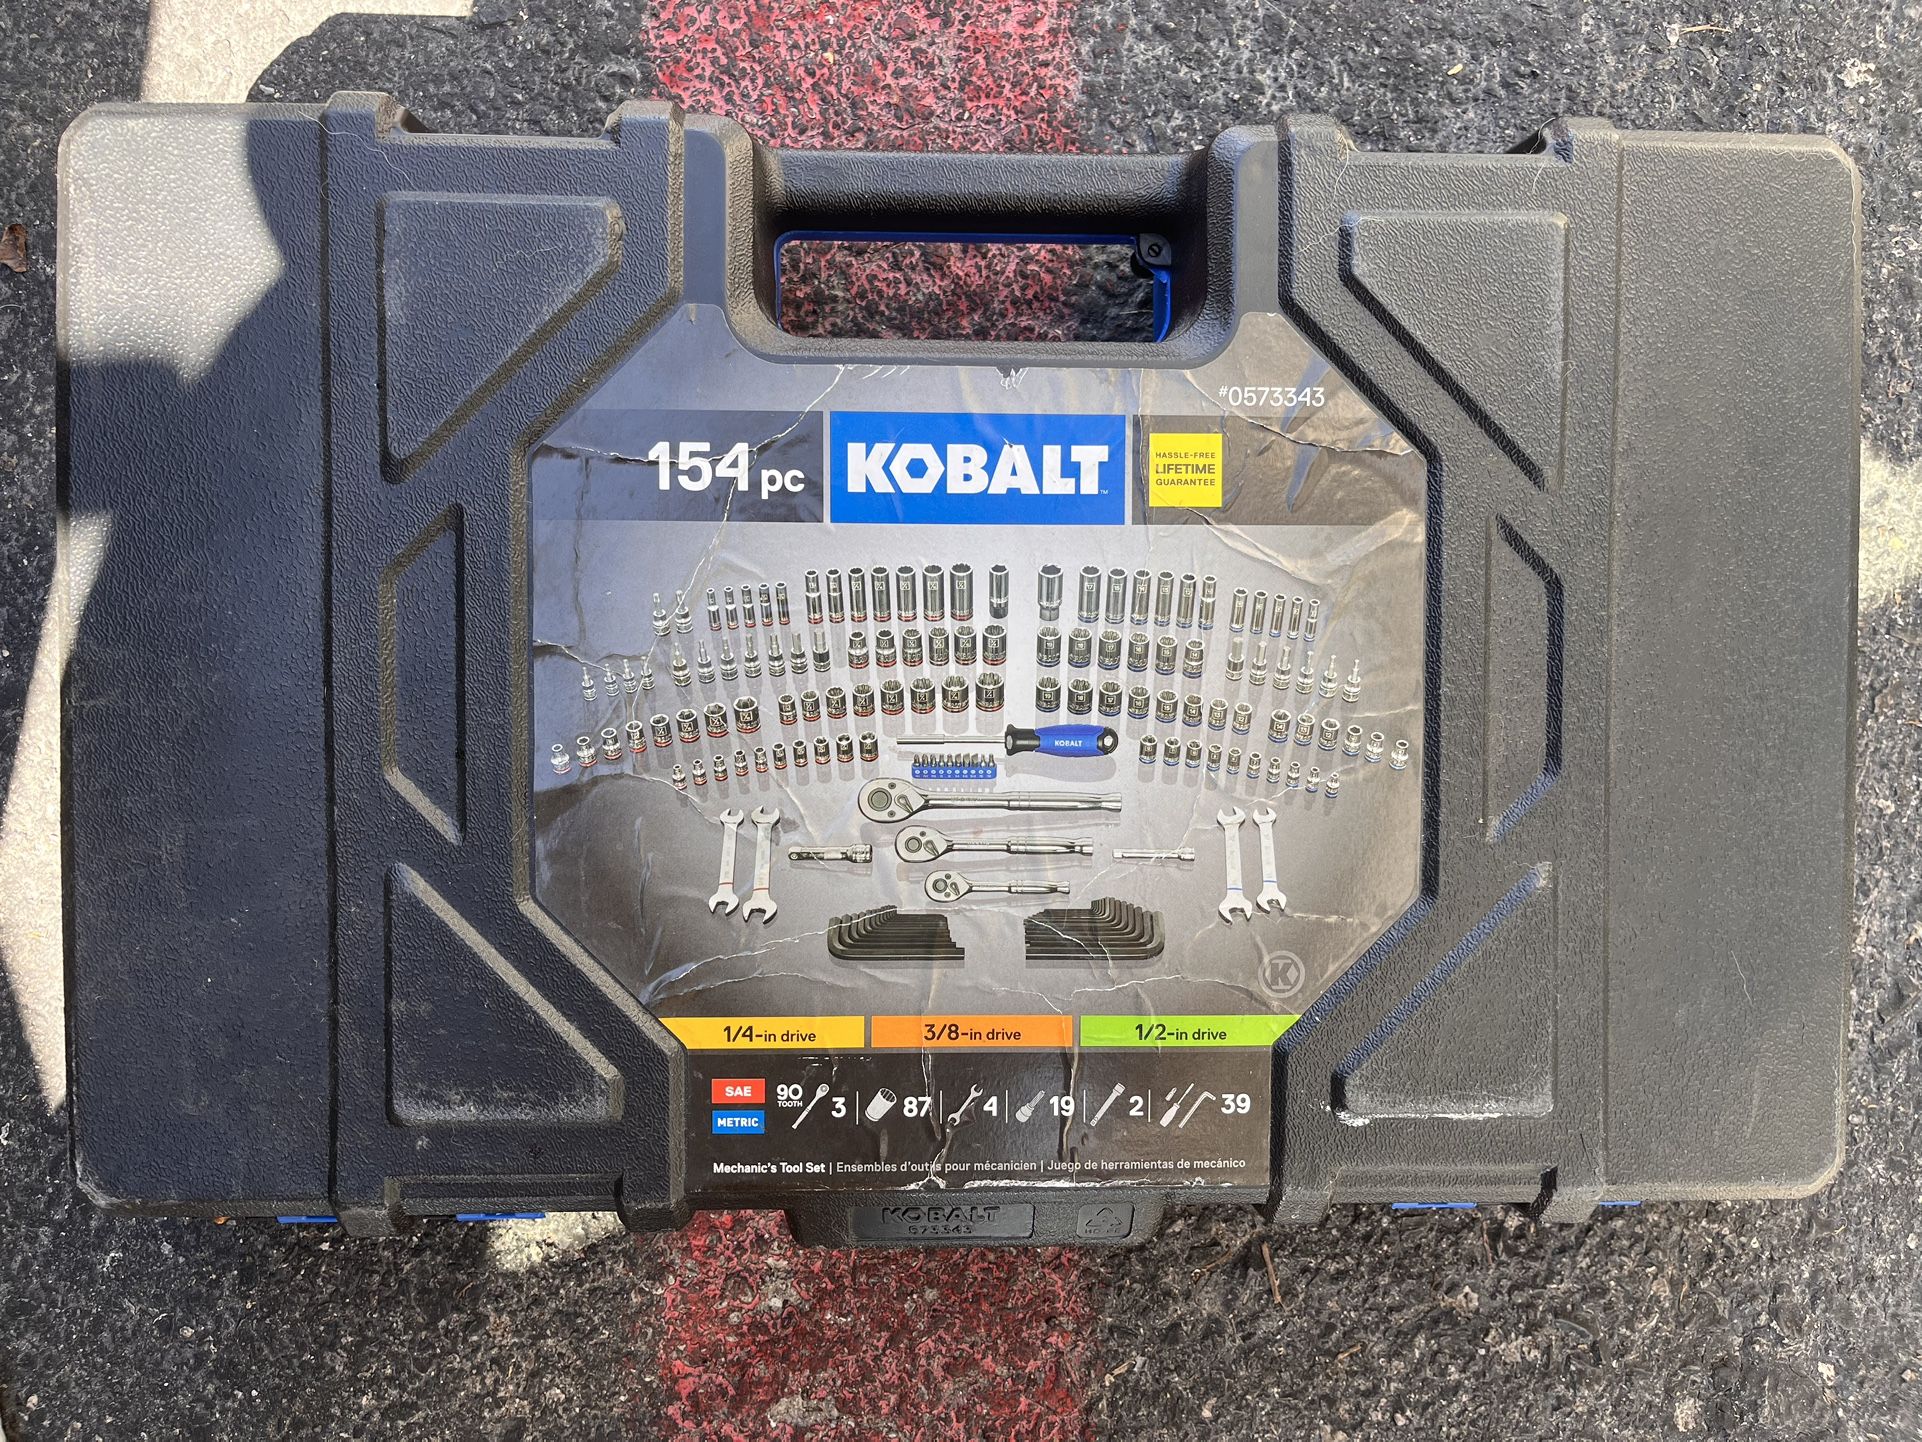 #0573343
154 pc
KOBALT™
HASSLE-FREE
LIFETIME
GUARANTEE
KOBALT
1/4-in drive
3/8-in drive
1/2-in drive
SAE
METRIC
90
TOOTH
3
87
4
19
2
39
Mechanic's Tool Set | Ensembles d'outils pour mécanicien | Juego de herramientas de mecánico
KOBALT
573343